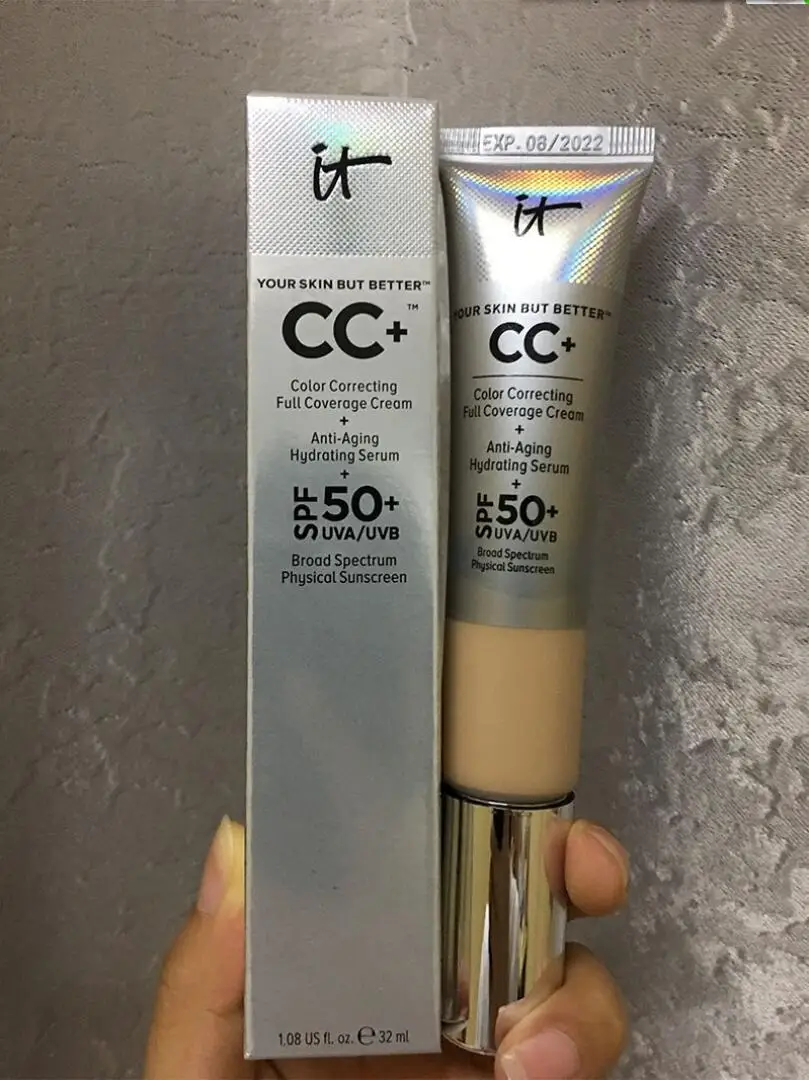 it
YOUR SKIN BUT BETTER™
CC+™
Color Correcting
Full Coverage Cream
+
Anti-Aging
Hydrating Serum
+
SPF 50+
UVA/UVB
Broad Spectrum
Physical Sunscreen
1.08 US fl. oz. ℮ 32 ml
EXP. 08/2022
it
YOUR SKIN BUT BETTER™
CC+
Color Correcting
Full Coverage Cream
+
Anti-Aging
Hydrating Serum
+
SPF 50+
UVA/UVB
Broad Spectrum
Physical Sunscreen